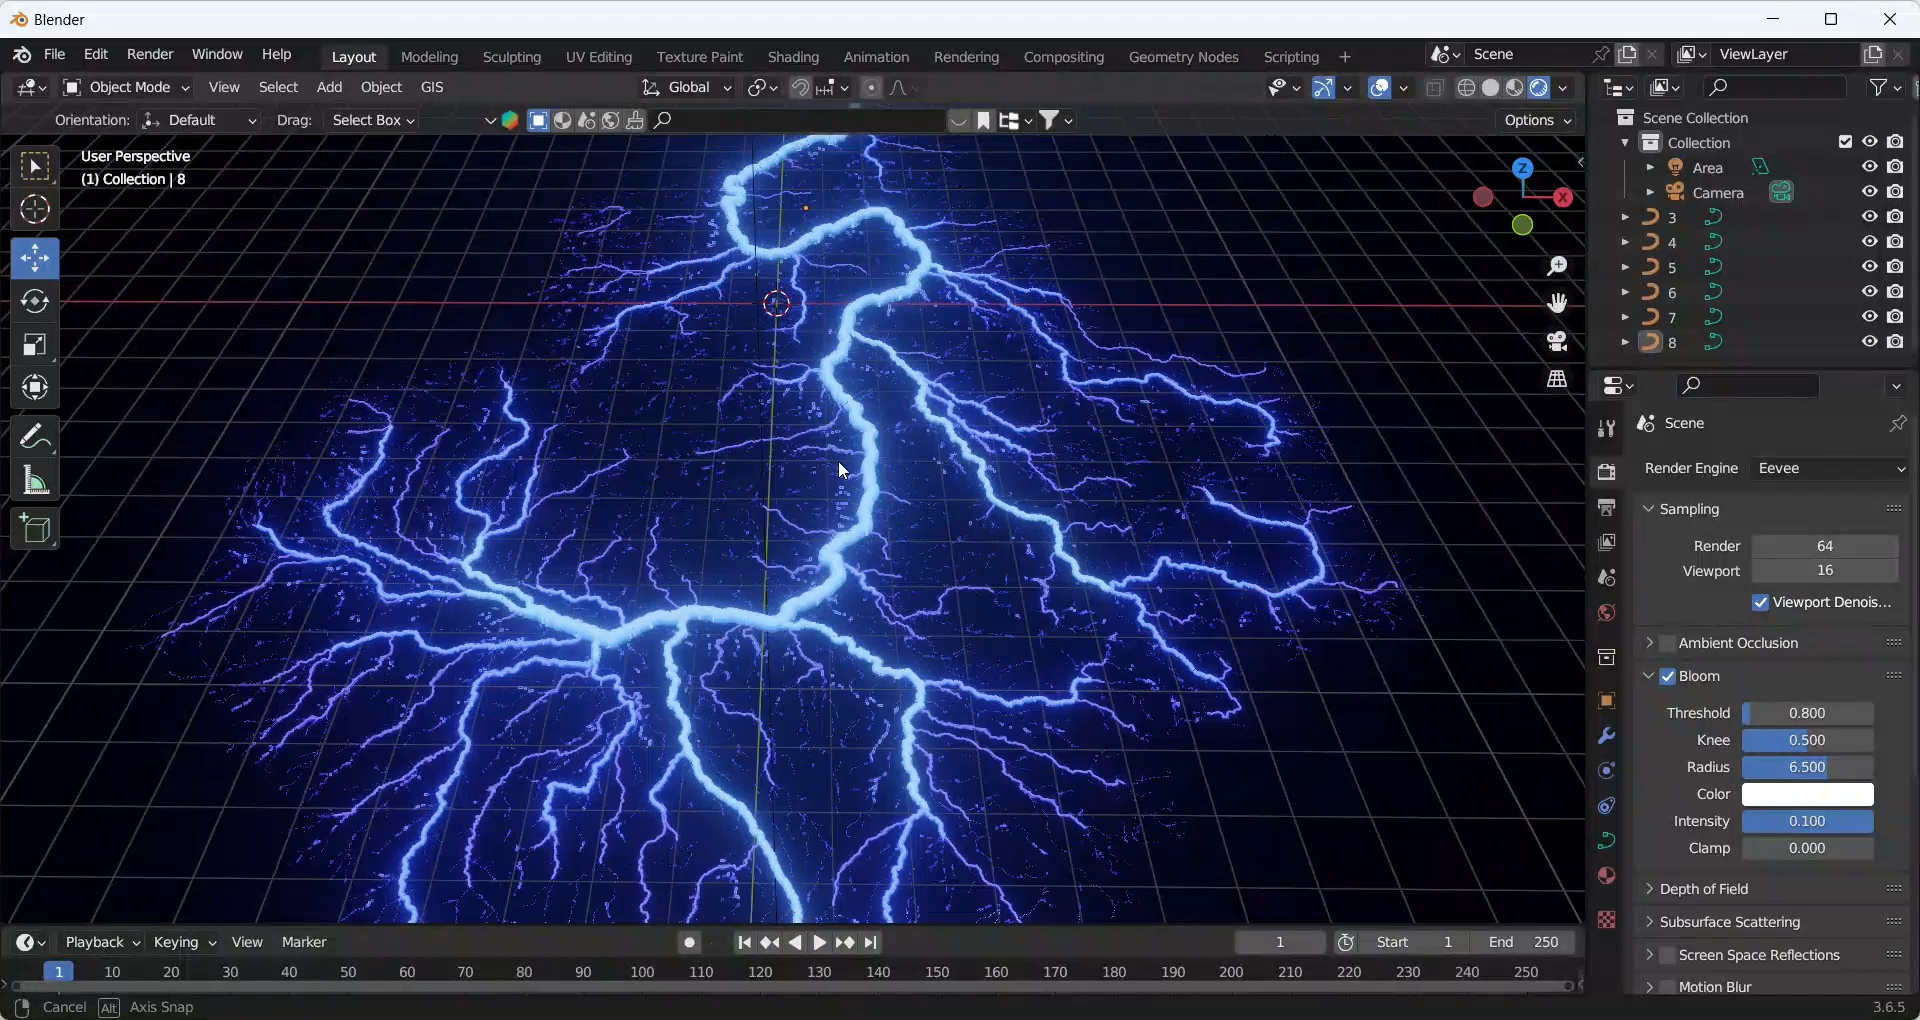 Blender
File Edit Render Window Help Layout Modeling Sculpting UV Editing Texture Paint Shading Animation Rendering Compositing Geometry Nodes Scripting + Scene ViewLayer
Object Mode View Select Add Object GIS Global
Orientation: Default Drag: Select Box Options
User Perspective
(1) Collection | 8
Z
X
Scene Collection
Collection
Area
Camera
3
4
5
6
7
8
Scene
Render Engine Eevee
Sampling
Render 64
Viewport 16
Viewport Denois...
Ambient Occlusion
Bloom
Threshold 0.800
Knee 0.500
Radius 6.500
Color
Intensity 0.100
Clamp 0.000
Depth of Field
Subsurface Scattering
Screen Space Reflections
Motion Blur
Playback Keying View Marker 1 Start 1 End 250
1 10 20 30 40 50 60 70 80 90 100 110 120 130 140 150 160 170 180 190 200 210 220 230 240 250
Cancel Alt Axis Snap 3.6.5